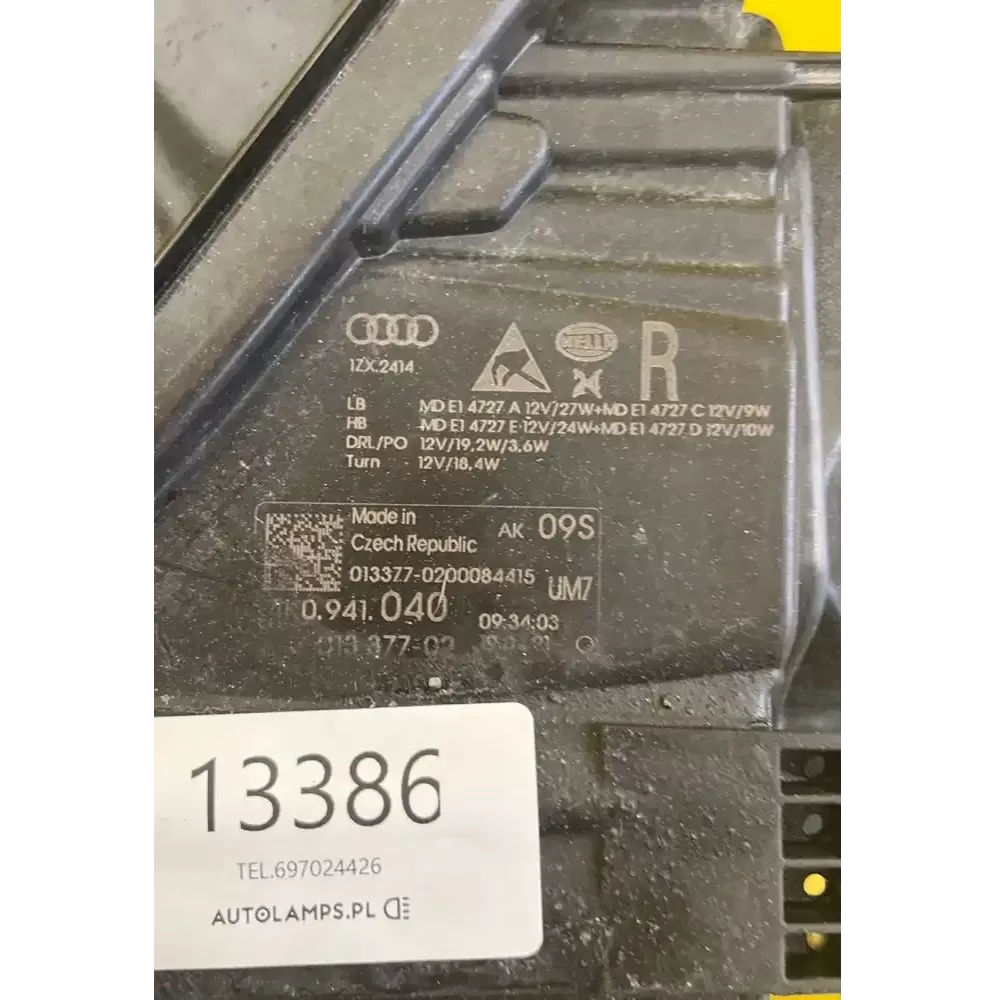 1ZX.2414
HELLA
R
LB MD E1 4727 A 12V/27W+MD E1 4727 C 12V/9W
HB MD E1 4727 E 12V/24W+MD E1 4727 D 12V/10W
DRL/PO 12V/19,2W/3,6W
Turn 12V/18,4W
Made in AK 09S
Czech Republic
013377-0200084415 UM7
0.941.040 09:34:03
013 377-02
13386
TEL.697024426
AUTOLAMPS.PL